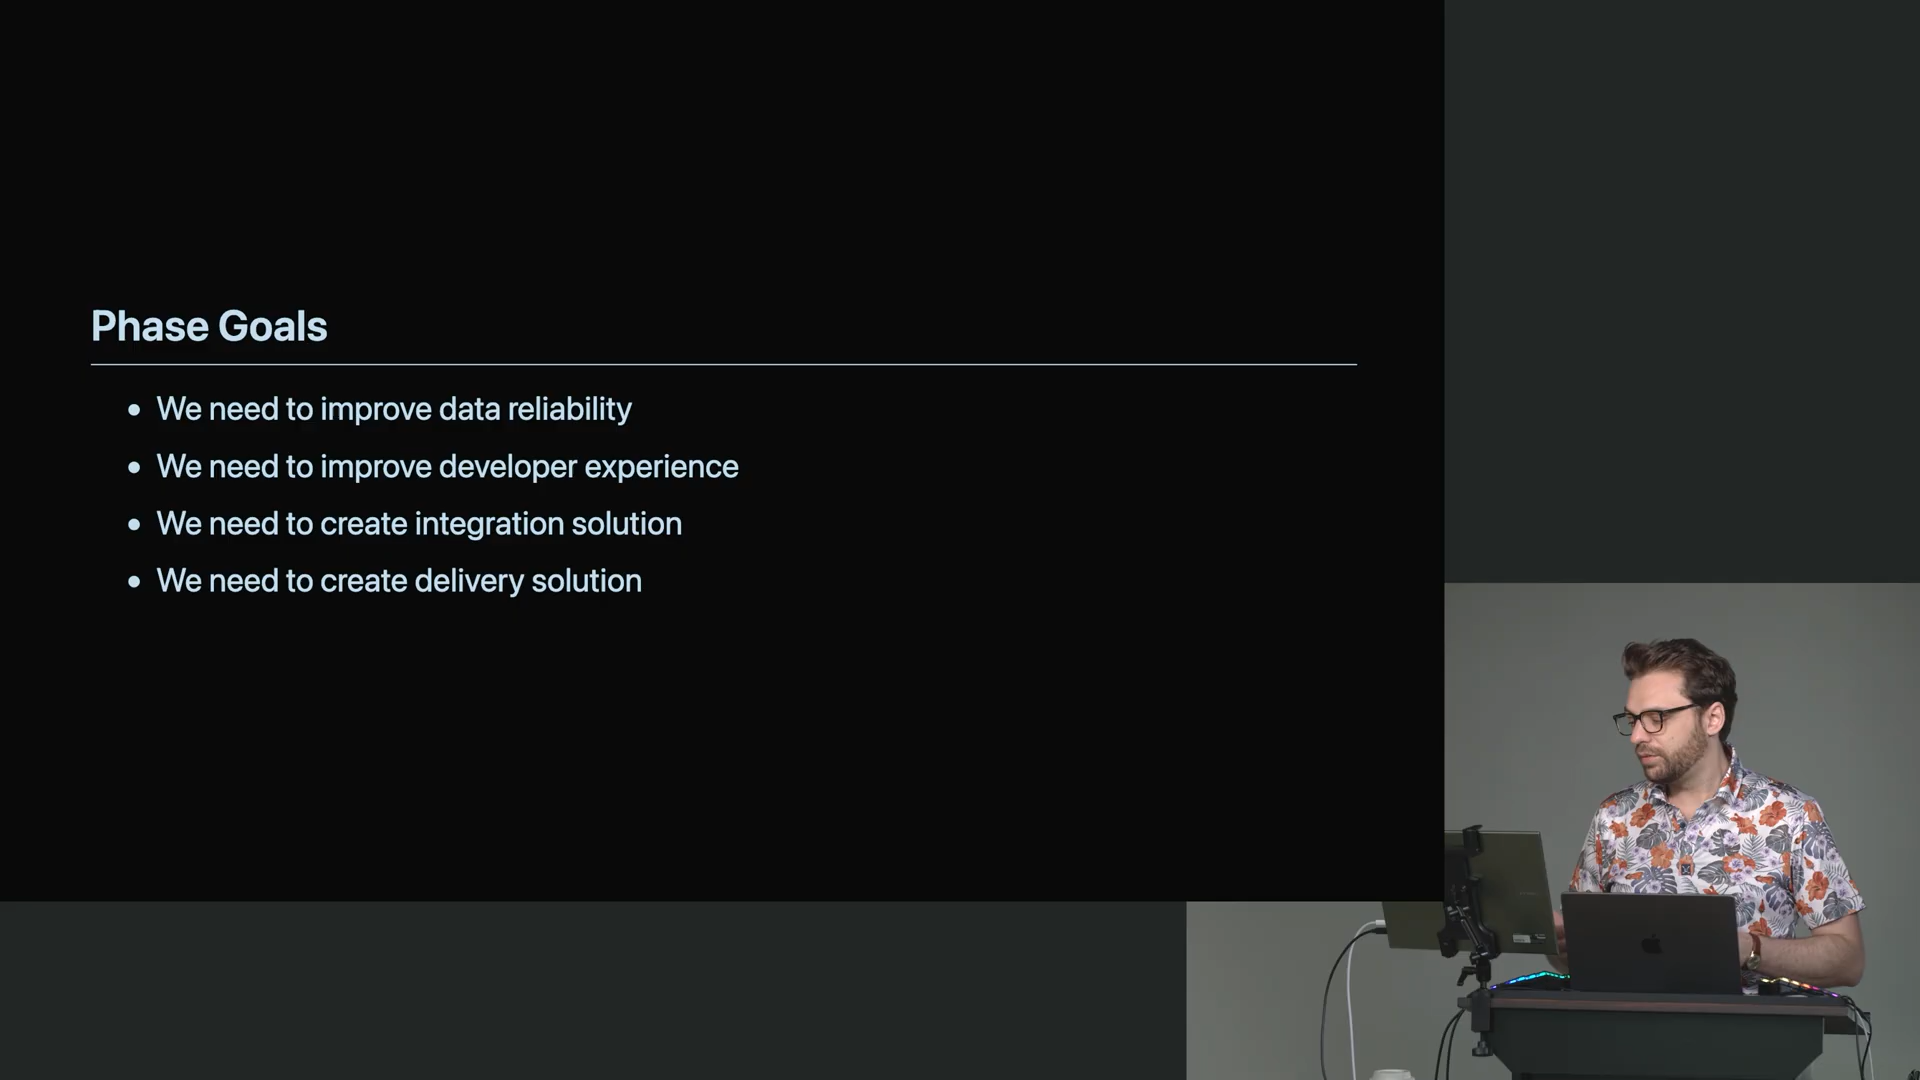 Phase Goals
We need to improve data reliability
We need to improve developer experience
We need to create integration solution
We need to create delivery solution